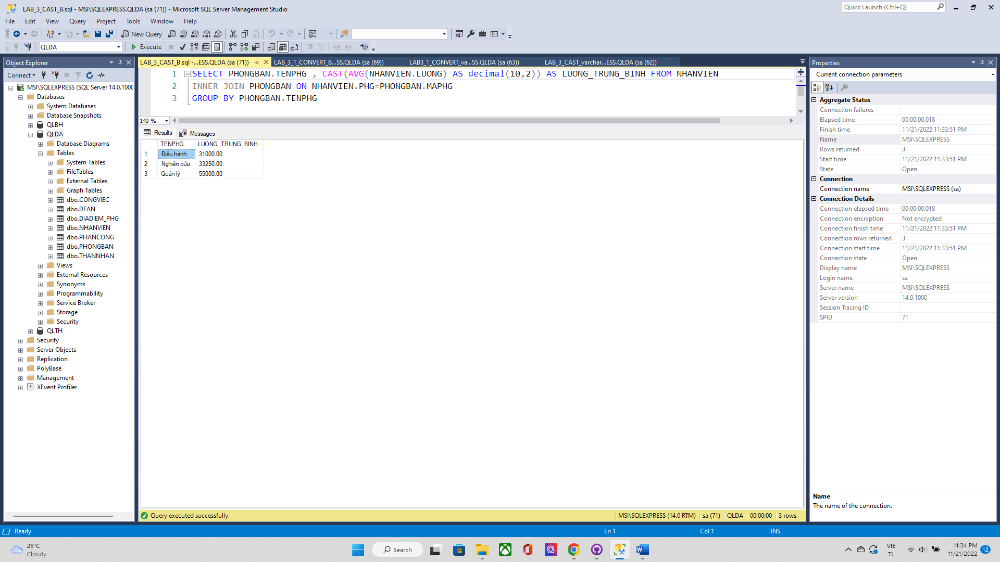 LAB_3_CAST_B.sql - MSI\SQLEXPRESS.QLDA (sa (71)) - Microsoft SQL Server Management Studio
Quick Launch (Ctrl+Q)
File Edit View Query Project Tools Window Help
New Query
MDX DMX XMLA DAX
QLDA
Execute
Object Explorer
Connect
MSI\SQLEXPRESS (SQL Server 14.0.1000
Databases
System Databases
Database Snapshots
QLBH
QLDA
Database Diagrams
Tables
System Tables
FileTables
External Tables
Graph Tables
dbo.CONGVIEC
dbo.DEAN
dbo.DIADIEM_PHG
dbo.NHANVIEN
dbo.PHANCONG
dbo.PHONGBAN
dbo.THANNHAN
Views
External Resources
Synonyms
Programmability
Service Broker
Storage
Security
QLTH
Security
Server Objects
Replication
PolyBase
Management
XEvent Profiler
LAB_3_CAST_B.sql -...ESS.QLDA (sa (71)) LAB_3_1_CONVERT_B...SS.QLDA (sa (69)) LAB3_1_CONVERT_va...SS.QLDA (sa (63)) LAB_3_CAST_varchar...ESS.QLDA (sa (62))
1 SELECT PHONGBAN.TENPHG , CAST(AVG(NHANVIEN.LUONG) AS decimal(10,2)) AS LUONG_TRUNG_BINH FROM NHANVIEN
2 INNER JOIN PHONGBAN ON NHANVIEN.PHG=PHONGBAN.MAPHG
3 GROUP BY PHONGBAN.TENPHG
140 %
Results Messages
TENPHG LUONG_TRUNG_BINH
1 Điều hành 31000.00
2 Nghiên cứu 33250.00
3 Quản lý 55000.00
Query executed successfully.
MSI\SQLEXPRESS (14.0 RTM) sa (71) QLDA 00:00:00 3 rows
Properties
Current connection parameters
Aggregate Status
Connection failures
Elapsed time 00:00:00.018
Finish time 11/21/2022 11:33:51 PM
Name MSI\SQLEXPRESS
Rows returned 3
Start time 11/21/2022 11:33:51 PM
State Open
Connection
Connection name MSI\SQLEXPRESS (sa)
Connection Details
Connection elapsed time 00:00:00.018
Connection encryption Not encrypted
Connection finish time 11/21/2022 11:33:51 PM
Connection rows returned 3
Connection start time 11/21/2022 11:33:51 PM
Connection state Open
Display name MSI\SQLEXPRESS
Login name sa
Server name MSI\SQLEXPRESS
Server version 14.0.1000
Session Tracing ID
SPID 71
Name
The name of the connection.
Ready Ln 1 Col 1 INS
26°C
Cloudy
Search
VIE
TL
11:34 PM
11/21/2022
12